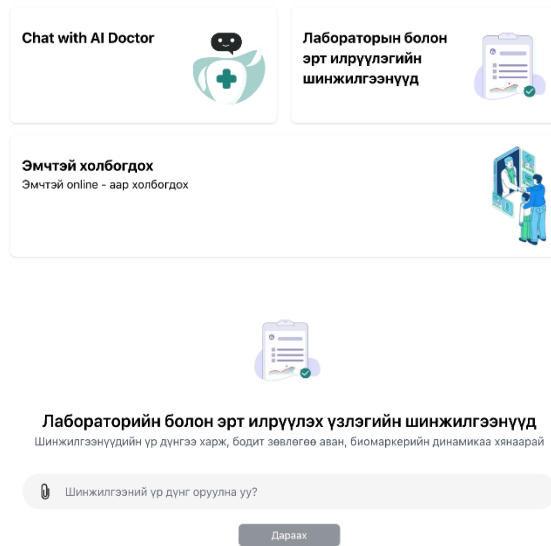 Chat with AI Doctor
Лабораторын болон
эрт илрүүлэгийн
шинжилгээнүүд
Эмчтэй холбогдох
Эмчтэй online - аар холбогдох
Лабораторийн болон эрт илрүүлэх үзлэгийн шинжилгээнүүд
Шинжилгээнүүдийн үр дүнгээ харж, бодит зөвлөгөө аван, биомаркерийн динамикаа хянаарай
Шинжилгээний үр дүнг оруулна уу?
Дараах